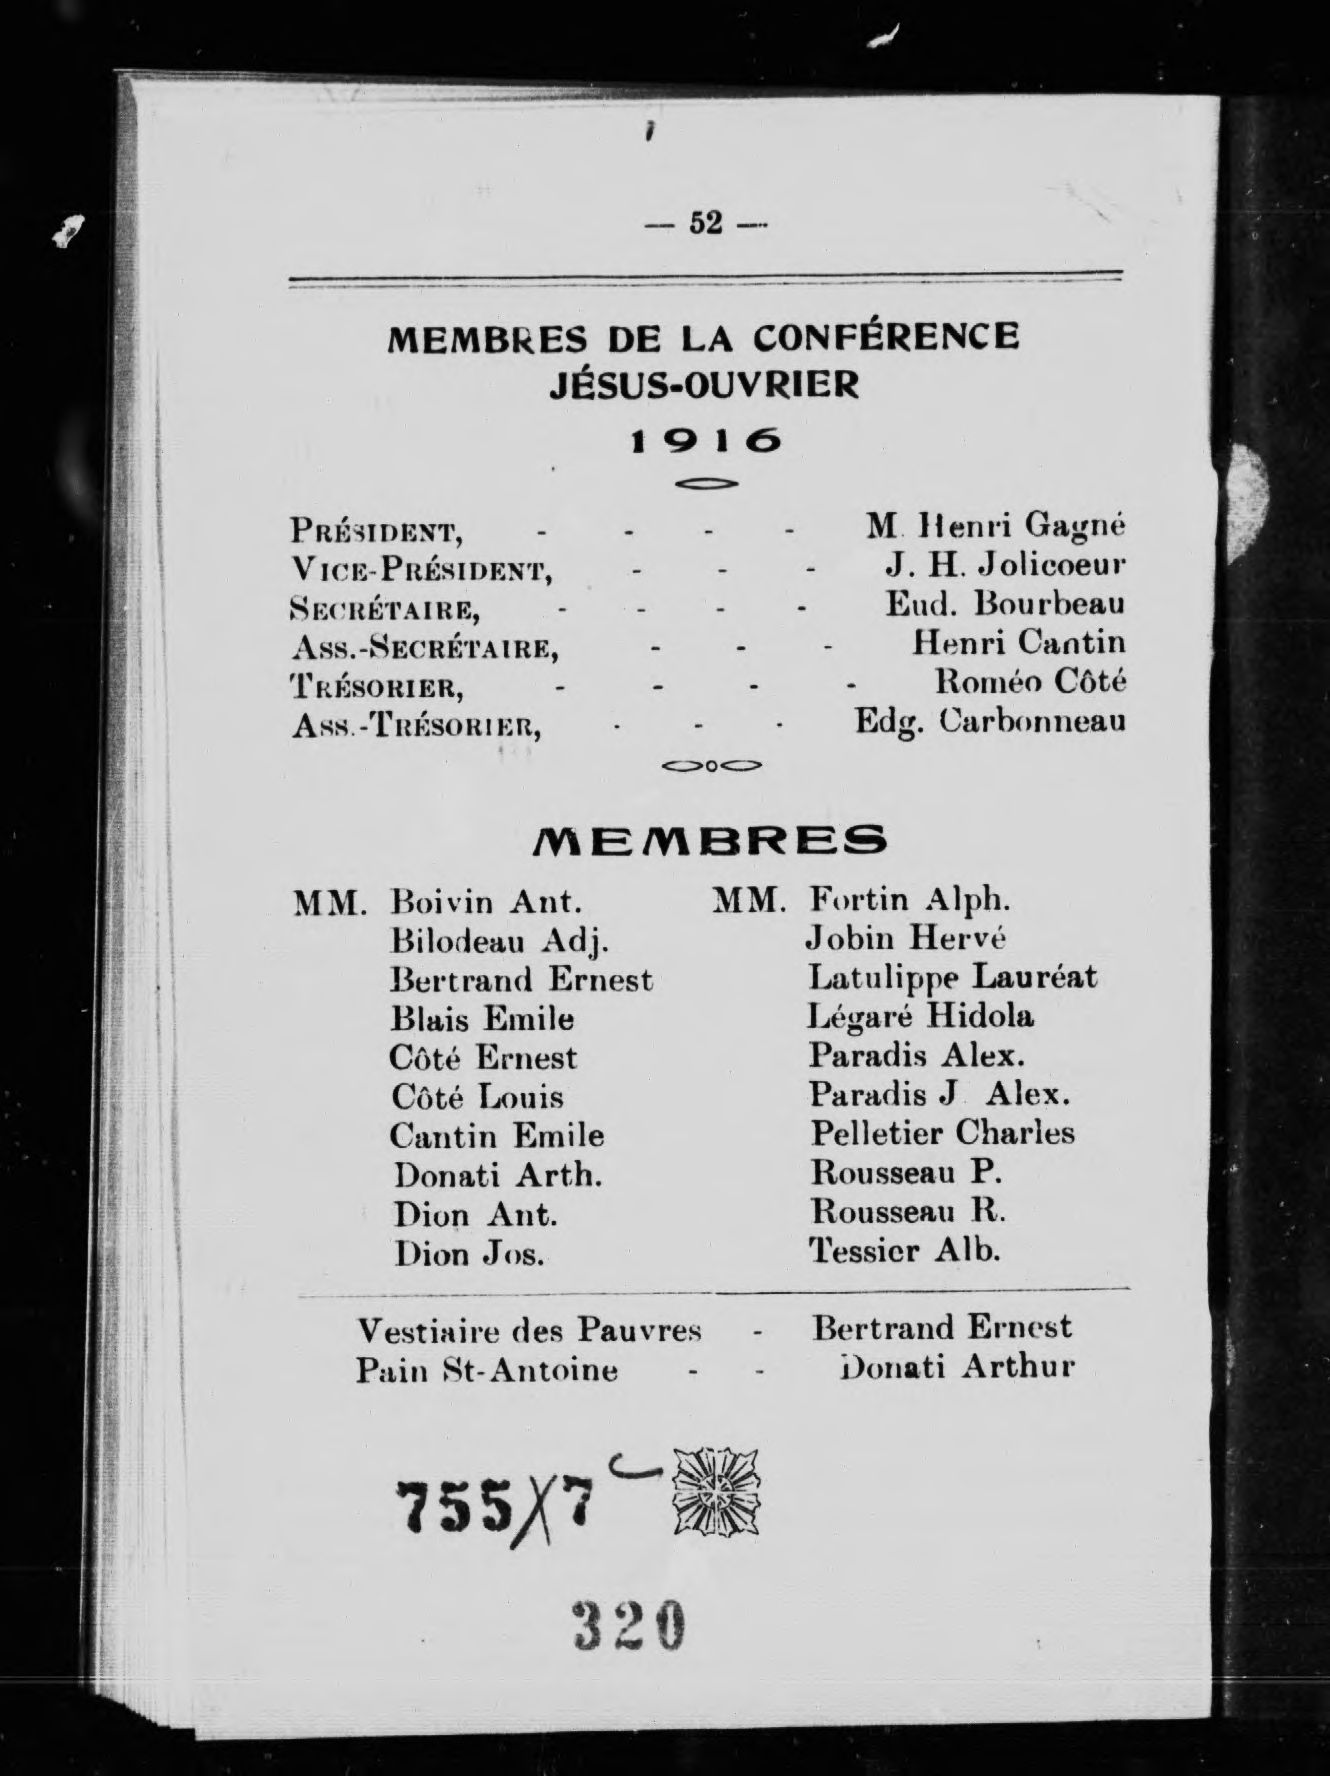 — 52 —
MEMBRES DE LA CONFÉRENCE
JÉSUS-OUVRIER
1916
PRÉSIDENT, - - - - M. Henri Gagné
VICE-PRÉSIDENT, - - - J. H. Jolicoeur
SECRÉTAIRE, - - - - Eud. Bourbeau
ASS.-SECRÉTAIRE, - - - Henri Cantin
TRÉSORIER, - - - - Roméo Côté
ASS.-TRÉSORIER, - - - Edg. Carbonneau
MEMBRES
MM. Boivin Ant.
Bilodeau Adj.
Bertrand Ernest
Blais Emile
Côté Ernest
Côté Louis
Cantin Emile
Donati Arth.
Dion Ant.
Dion Jos.
MM. Fortin Alph.
Jobin Hervé
Latulippe Lauréat
Légaré Hidola
Paradis Alex.
Paradis J Alex.
Pelletier Charles
Rousseau P.
Rousseau R.
Tessier Alb.
Vestiaire des Pauvres - Bertrand Ernest
Pain St-Antoine - - Donati Arthur
755X7
320